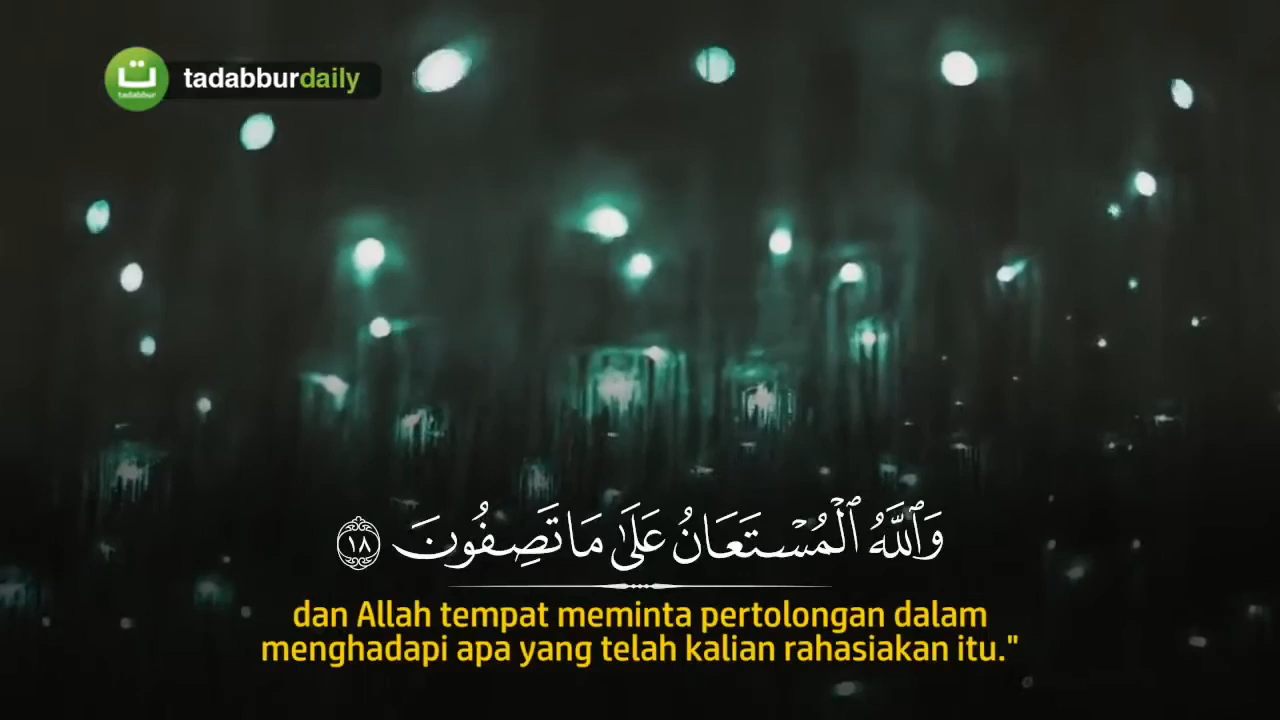 ت
tadabbur
tadabburdaily
وَٱللَّهُ ٱلْمُسْتَعَانُ عَلَىٰ مَا تَصِفُونَ ١٨
dan Allah tempat meminta pertolongan dalam
menghadapi apa yang telah kalian rahasiakan itu."